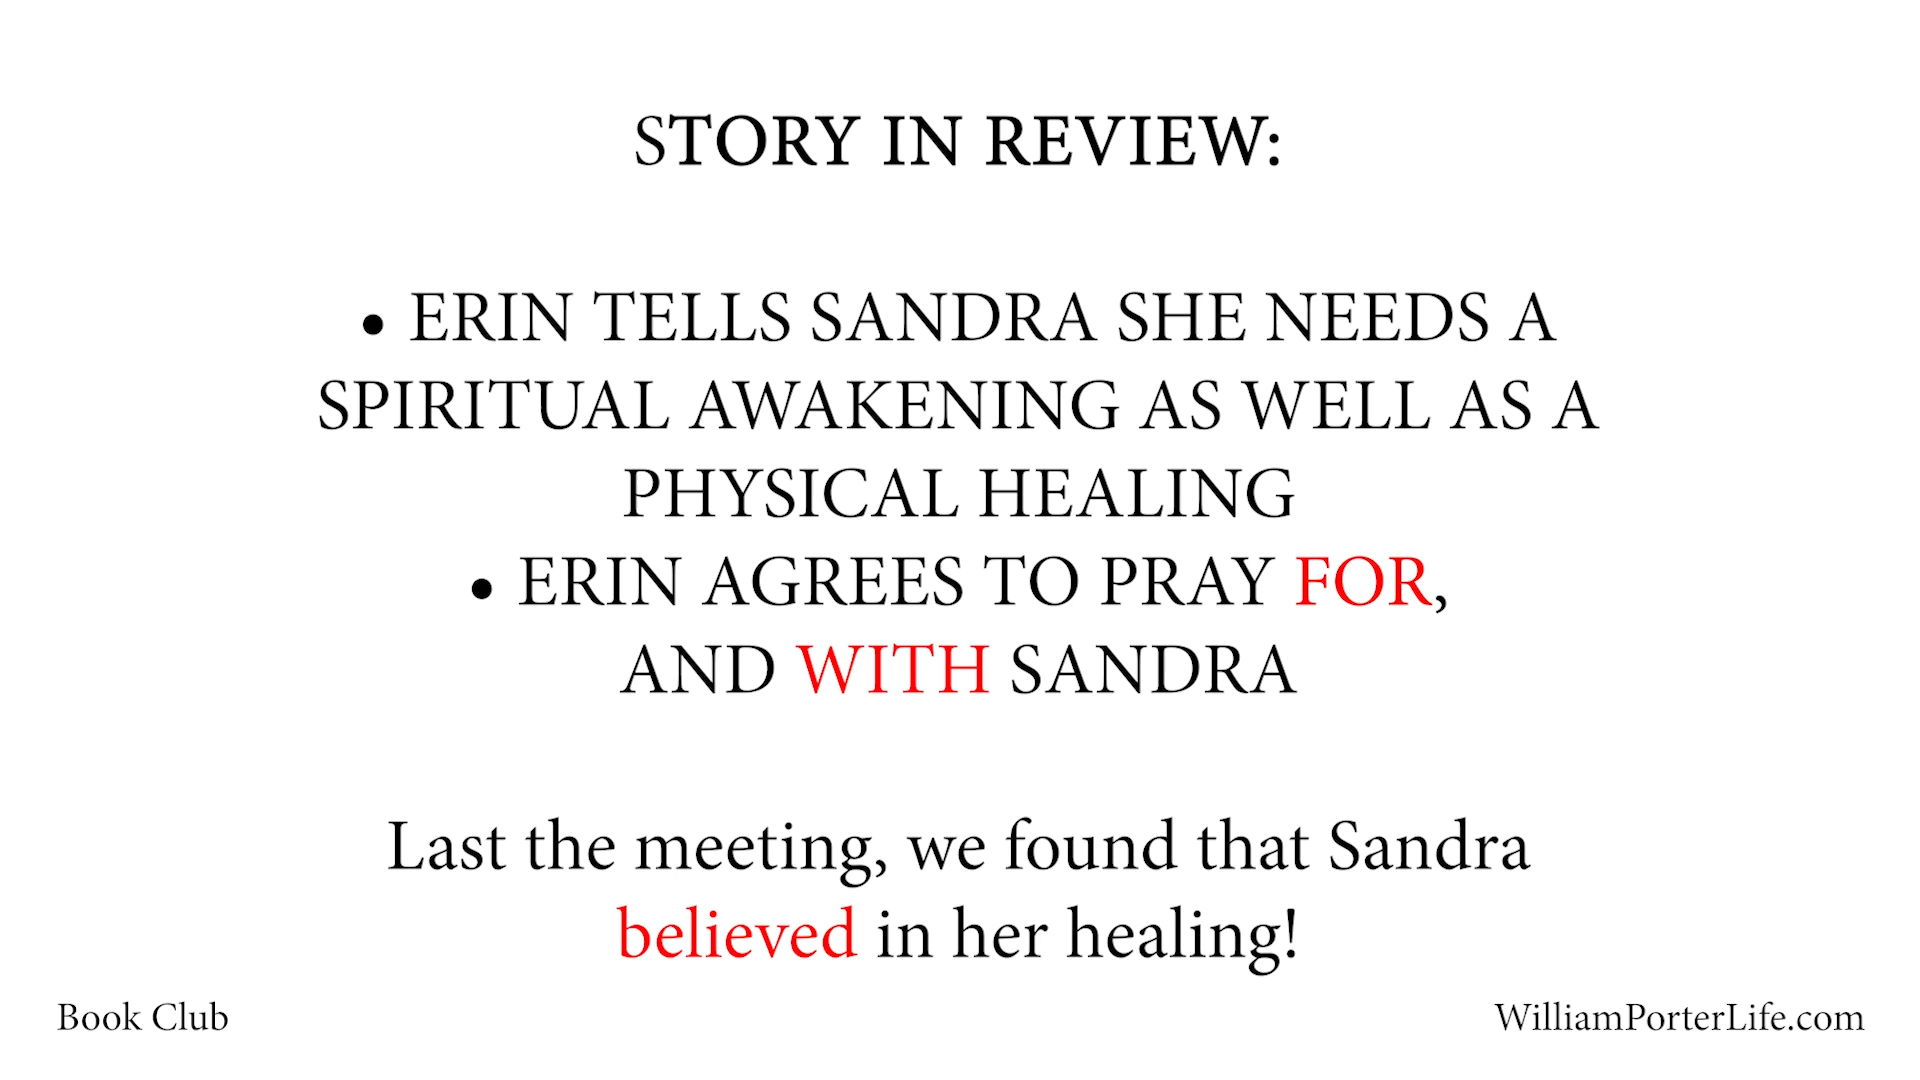 STORY IN REVIEW:
• ERIN TELLS SANDRA SHE NEEDS A
SPIRITUAL AWAKENING AS WELL AS A
PHYSICAL HEALING
• ERIN AGREES TO PRAY FOR,
AND WITH SANDRA
Last the meeting, we found that Sandra
believed in her healing!
Book Club
WilliamPorterLife.com